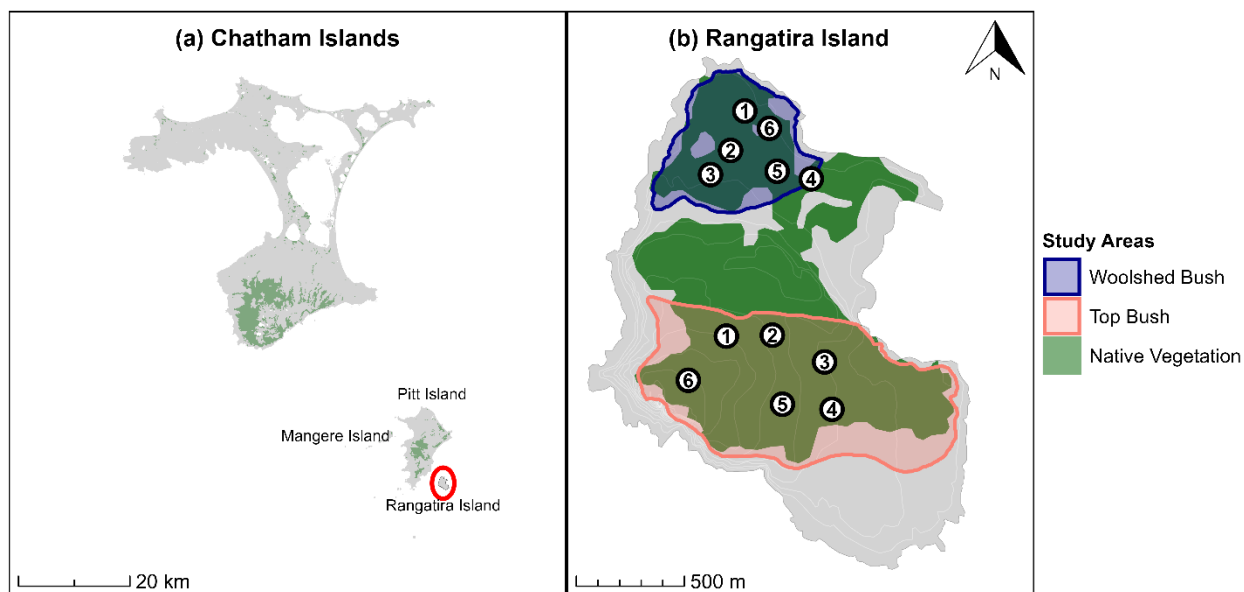 (a) Chatham Islands
Pitt Island
Mangere Island
Rangatira Island
20 km
(b) Rangatira Island
N
1
6
2
3
5
4
1
2
3
6
5
4
500 m
Study Areas
Woolshed Bush
Top Bush
Native Vegetation